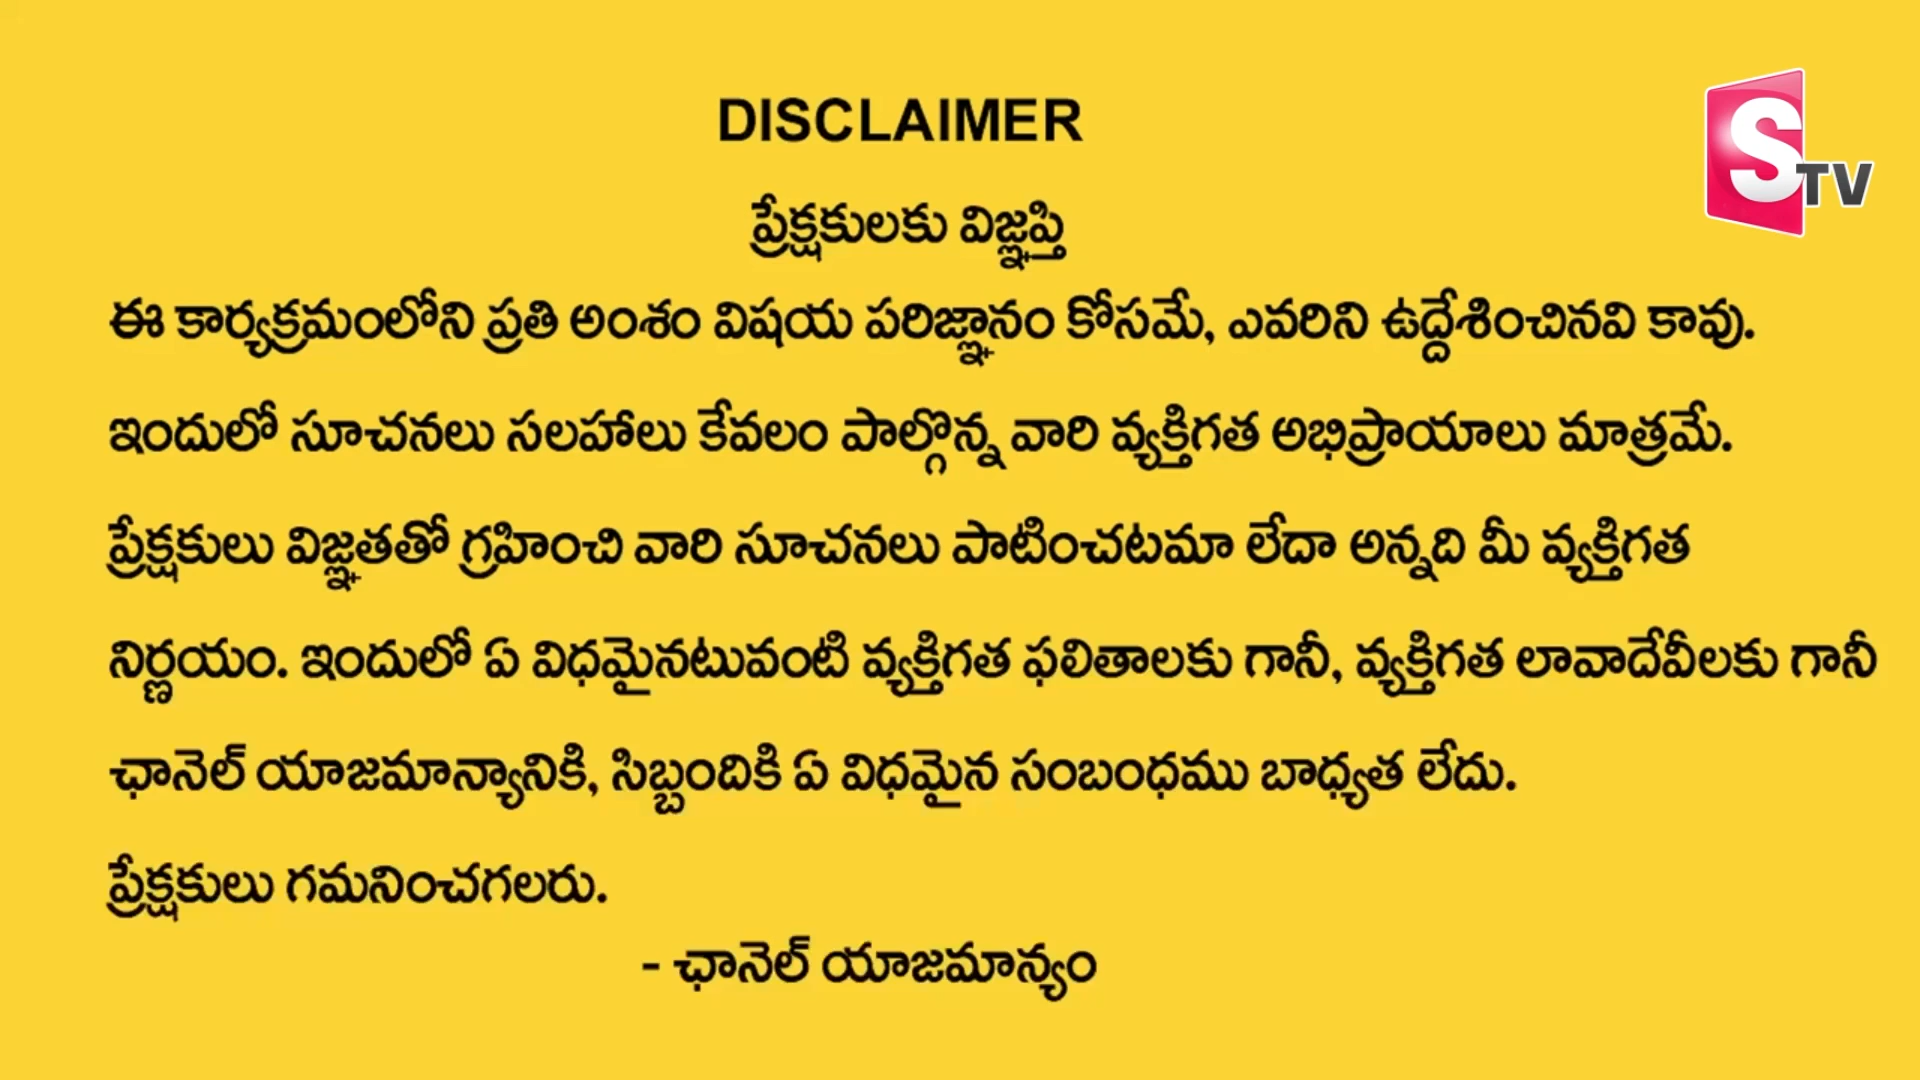 DISCLAIMER
STV
ప్రేక్షకులకు విజ్ఞప్తి
ఈ కార్యక్రమంలోని ప్రతి అంశం విషయ పరిజ్ఞానం కోసమే, ఎవరిని ఉద్దేశించినవి కావు.
ఇందులో సూచనలు సలహాలు కేవలం పాల్గొన్న వారి వ్యక్తిగత అభిప్రాయాలు మాత్రమే.
ప్రేక్షకులు విజ్ఞతతో గ్రహించి వారి సూచనలు పాటించటమా లేదా అన్నది మీ వ్యక్తిగత
నిర్ణయం. ఇందులో ఏ విధమైనటువంటి వ్యక్తిగత ఫలితాలకు గానీ, వ్యక్తిగత లావాదేవీలకు గానీ
ఛానెల్ యాజమాన్యానికి, సిబ్బందికి ఏ విధమైన సంబంధము బాధ్యత లేదు.
ప్రేక్షకులు గమనించగలరు.
- ఛానెల్ యాజమాన్యం